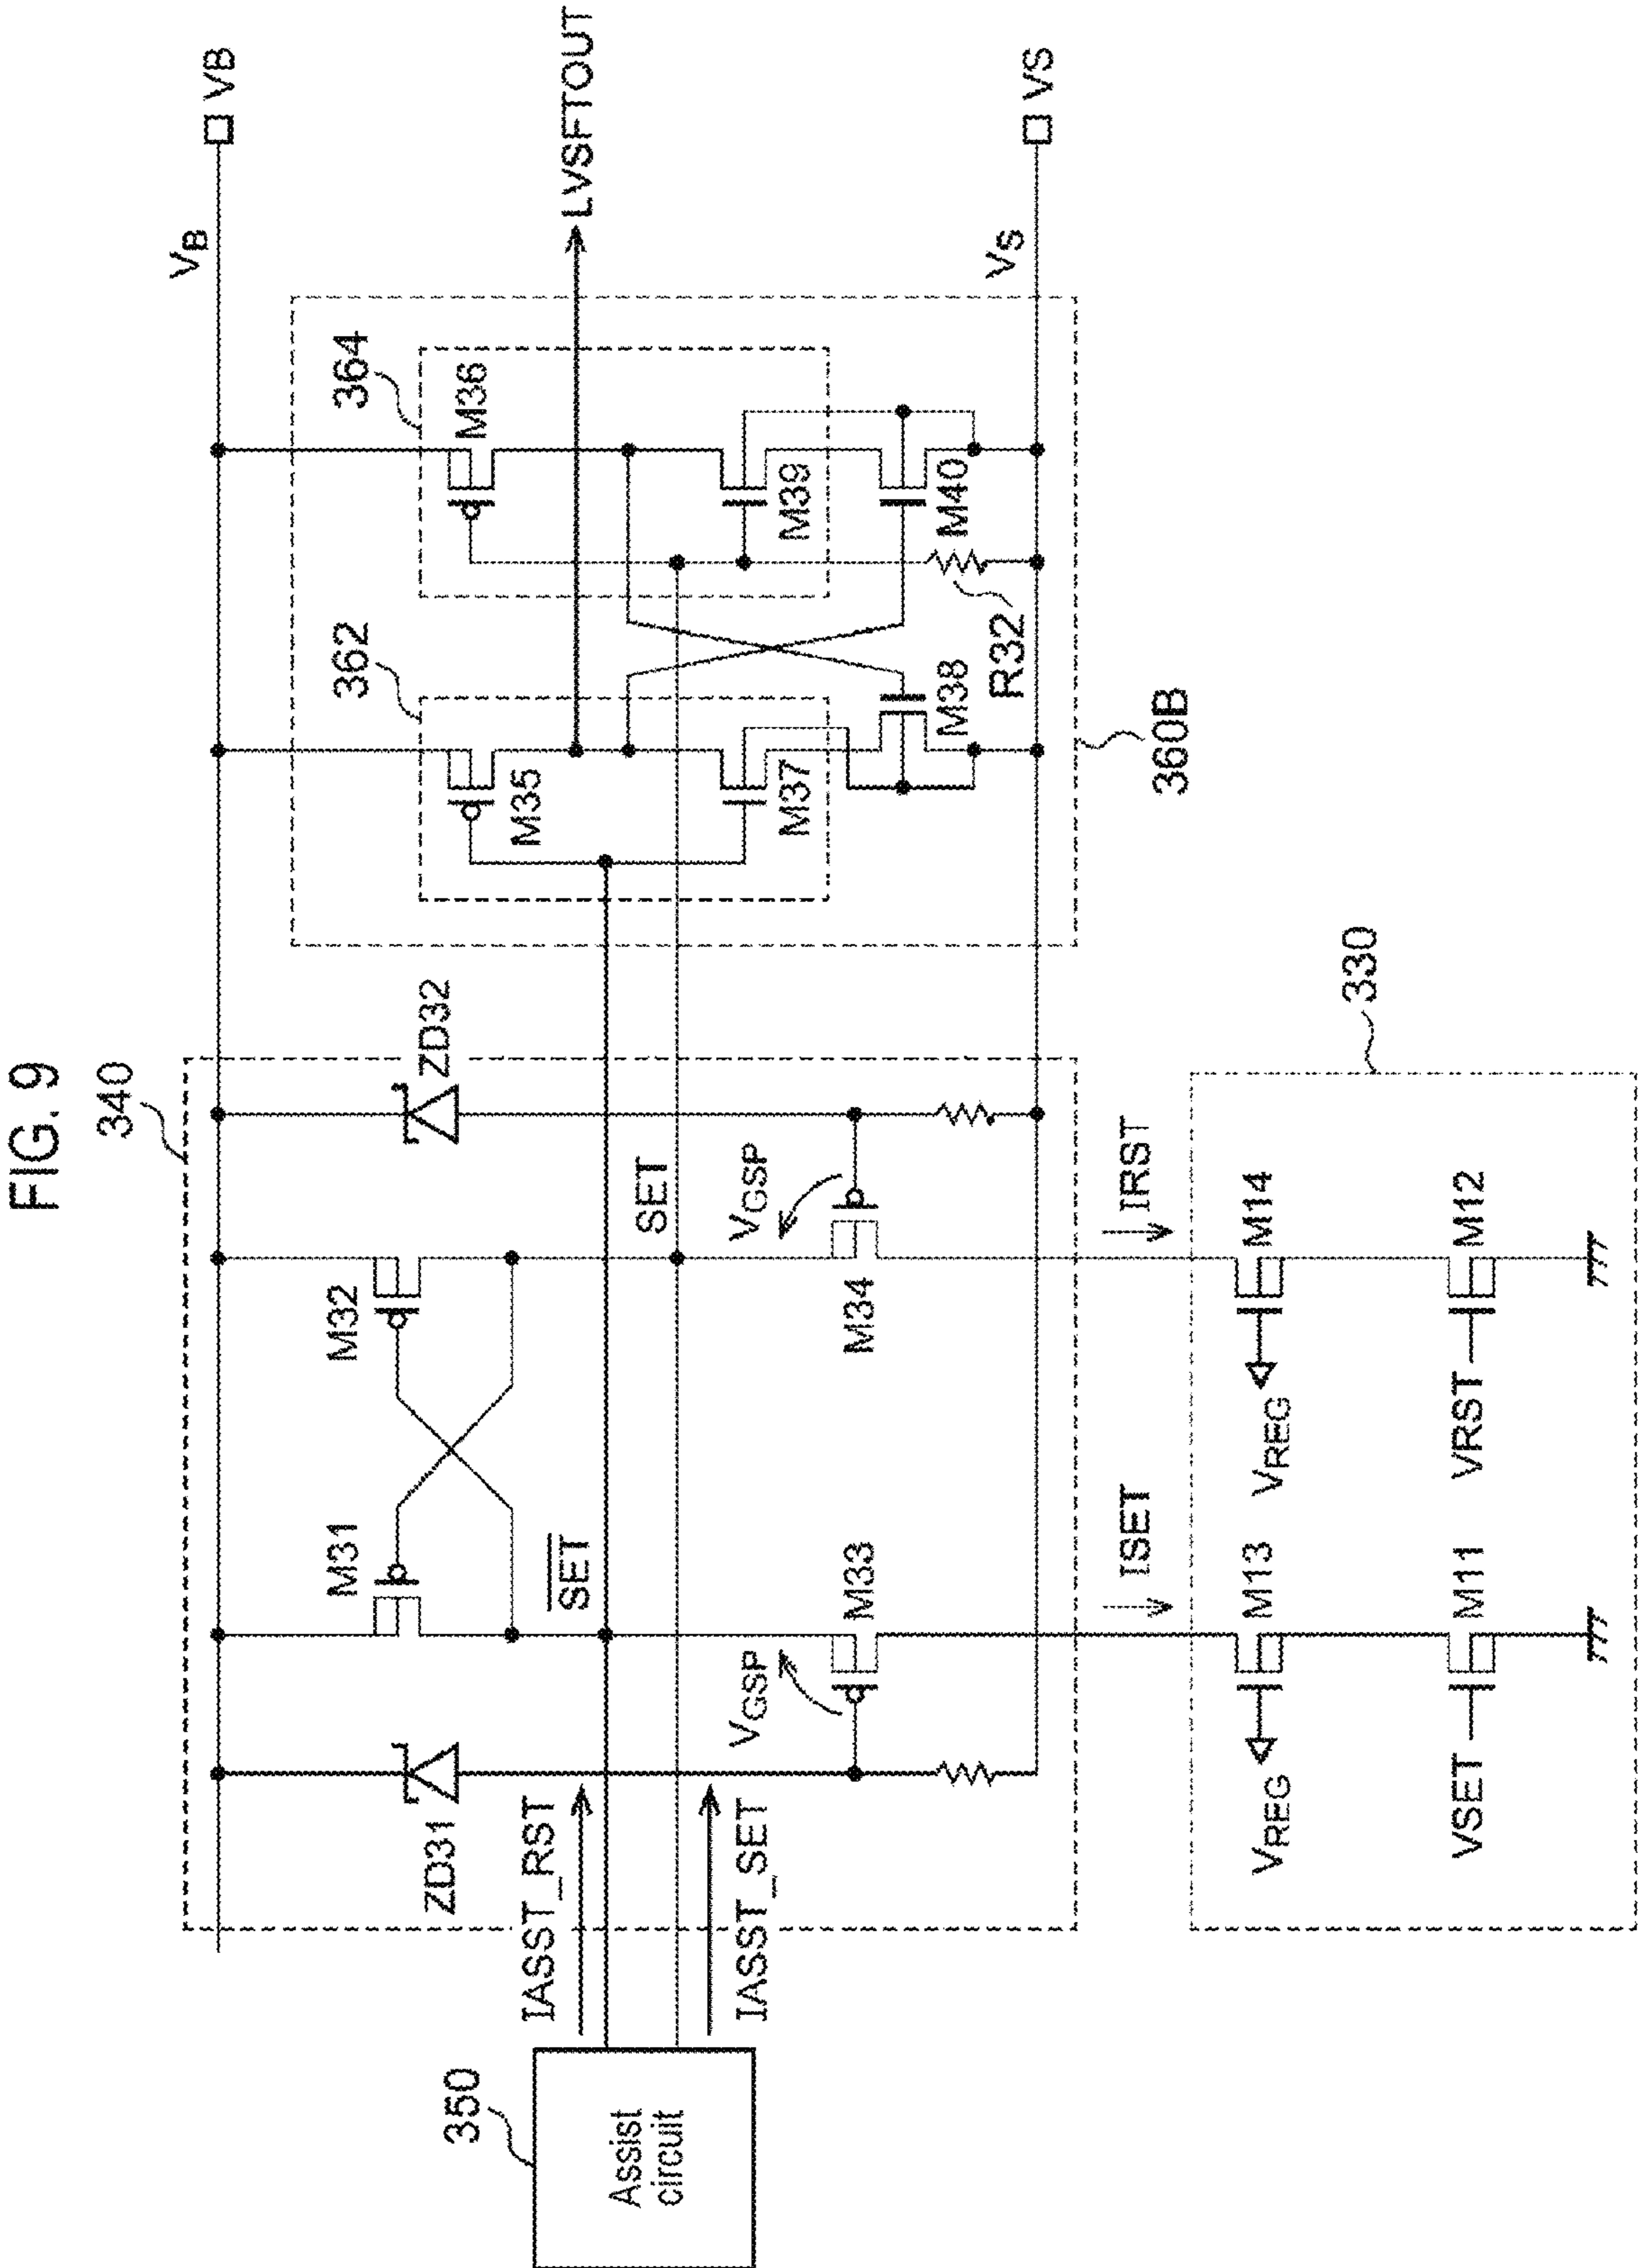 FIG. 9
340
ZD31
M31
M32
ZD32
350
Assist
circuit
IASST_RST
IASST_SET
S̅E̅T̅
SET
VGSP
VGSP
M33
M34
ISET
IRST
330
VREG
M13
VREG
M14
VSET
M11
VRST
M12
362
364
M35
M36
M37
M39
M38
M40
R32
360B
LVSFTOUT
VB
VB
VS
VS